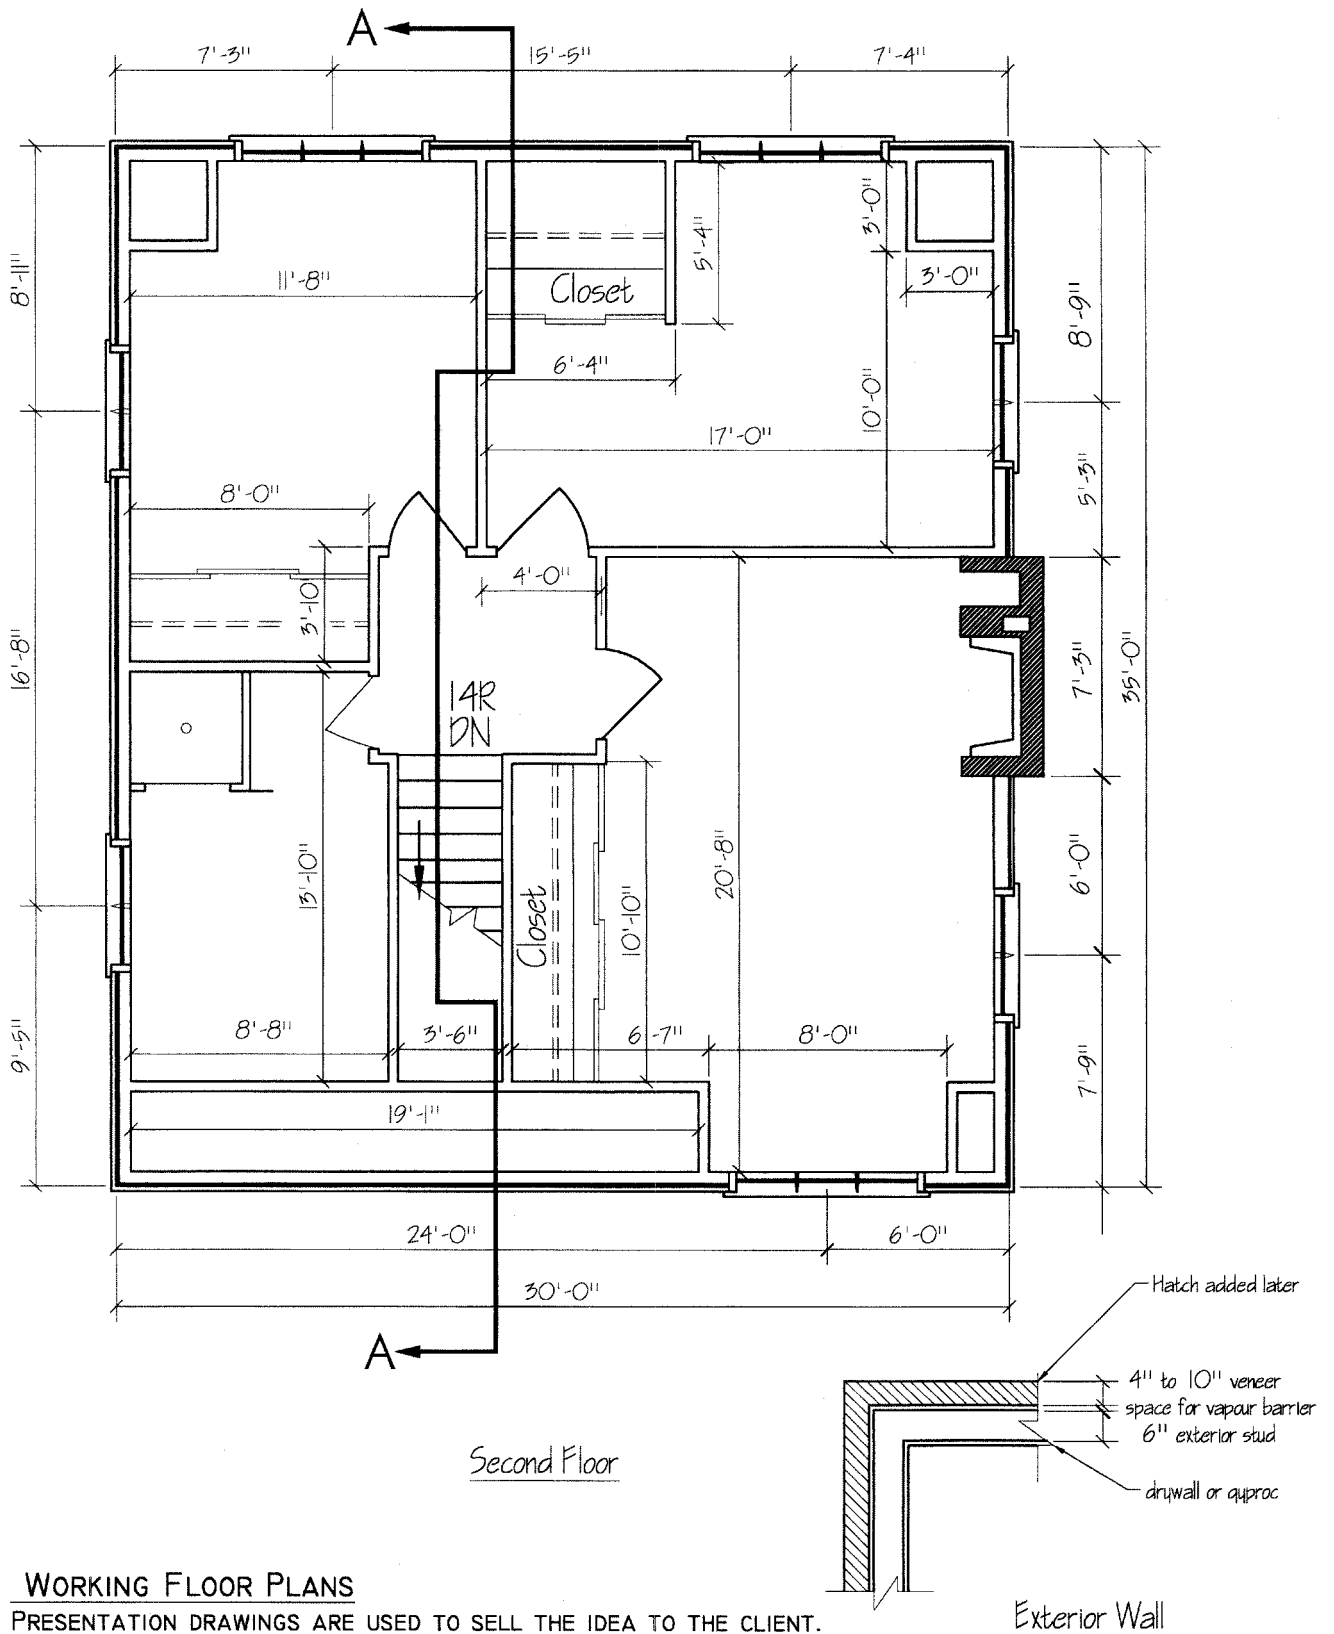 A
7'-3" 15'-5" 7'-4"
8'-11"
16'-8"
9'-5"
11'-8"
Closet
5'-4"
3'-0"
3'-0"
6'-4"
10'-0"
17'-0"
8'-9"
5'-3"
8'-0"
3'-10
4'-0"
14R
DN
7'-3"
35'-0"
13'-10"
Closet
10'-10"
20'-8"
6'-0"
8'-8" 3'-6" 6'-7" 8'-0"
7'-9"
19'-1"
24'-0" 6'-0"
30'-0"
A
Hatch added later
4" to 10" veneer
space for vapour barrier
6" exterior stud
drywall or gyproc
Second Floor
WORKING FLOOR PLANS
PRESENTATION DRAWINGS ARE USED TO SELL THE IDEA TO THE CLIENT.
Exterior Wall